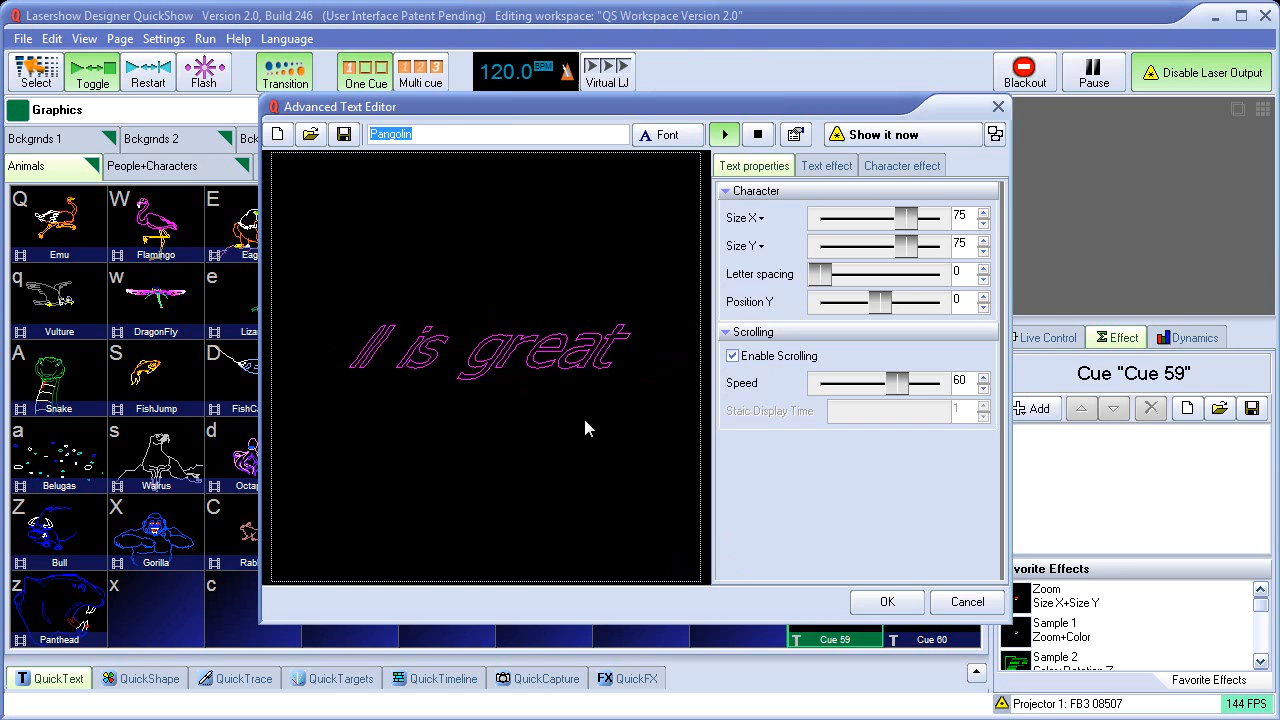 Lasershow Designer QuickShow Version 2.0, Build 246 (User Interface Patent Pending) Editing workspace: "QS Workspace Version 2.0"
File Edit View Page Settings Run Help Language
Select Toggle Restart Flash Transition One Cue Multi cue 120.0 BPM Virtual LJ Blackout Pause Disable Laser Output
Graphics
Bckgnds 1 Bckgnds 2
Animals People+Characters
Q W E
Emu Flamingo
q w e
Vulture DragonFly
A S D
Snake FishJump
a s d
Belugas Walrus
Z X C
Bull Gorilla
z x c
Panthead Cue 59 Cue 60
Advanced Text Editor
Pangolin Font Show it now
Text properties Text effect Character effect
Character
Size X 75
Size Y 75
Letter spacing 0
Position Y 0
Scrolling
Enable Scrolling
Speed 60
Staic Display Time 1
ll is great
OK Cancel
Live Control Effect Dynamics
Cue "Cue 59"
Add
Zoom
Size X+Size Y
Sample 1
Zoom+Color
Sample 2
Favorite Effects
QuickText QuickShape QuickTrace QuickTimeline QuickFX
Projector 1: FB3 08507 144 FPS